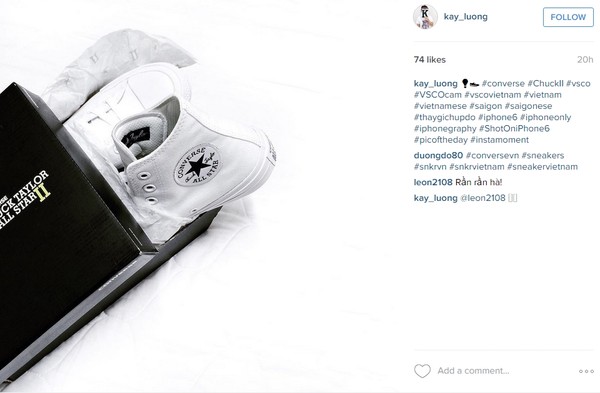 CONVERSE
ALL STAR
CK TAYLOR
ALL STAR II
kay_luong
FOLLOW
74 likes
20h
kay_luong #converse #ChuckII #vsco
#VSCOcam #vscovietnam #vietnam
#vietnamese #saigon #saigonese
#thaygichupdo #iphone6 #iphoneonly
#iphonegraphy #ShotOniPhone6
#picoftheday #instamoment
duongdo80 #conversevn #sneakers
#snkrvn #snkrvietnam #sneakervietnam
leon2108 Rần rần hà!
kay_luong @leon2108
Add a comment...